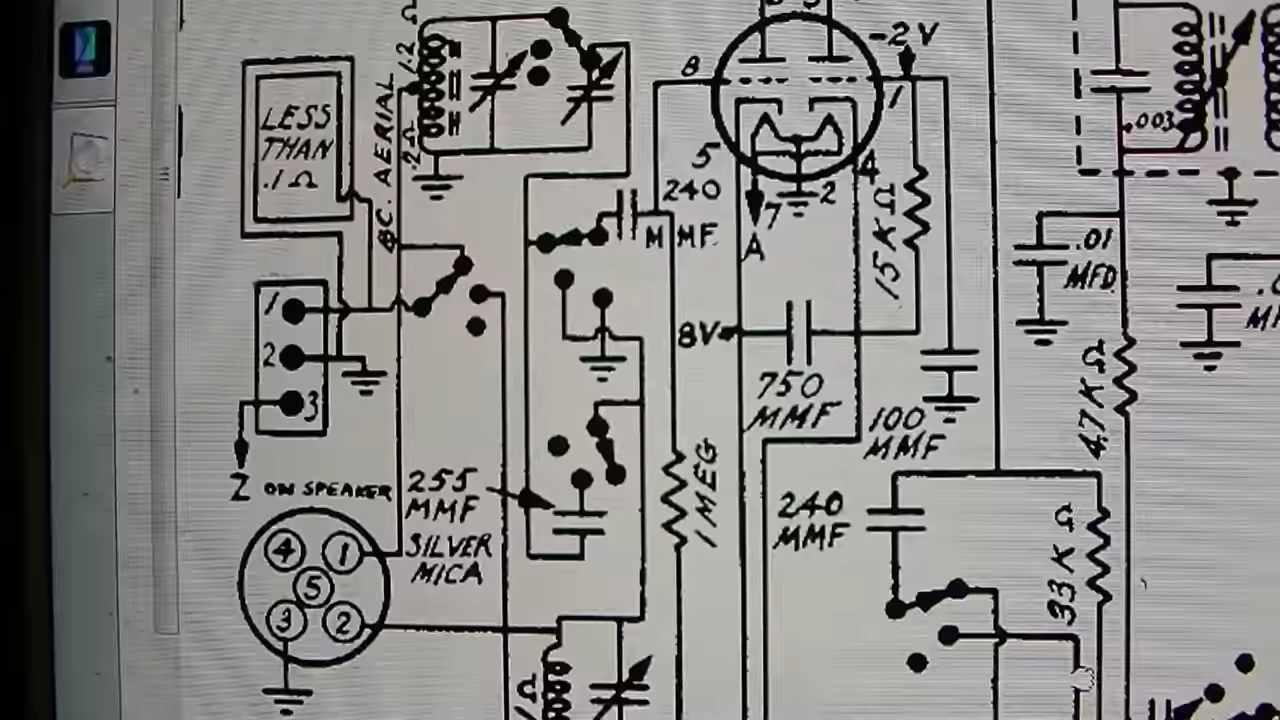 LESS
THAN
.1 Ω
BC. AERIAL
1.2 Ω
.2 Ω
8
5
4
2
7
A
1
-2 V
240
MMF.
15 K Ω
8V
750
MMF
100
MMF
.003
.01
MFD
47 K Ω
1
2
3
Z ON SPEAKER
255
MMF
SILVER
MICA
1 MEG
240
MMF
33 K Ω
4
1
5
3
2
Ω